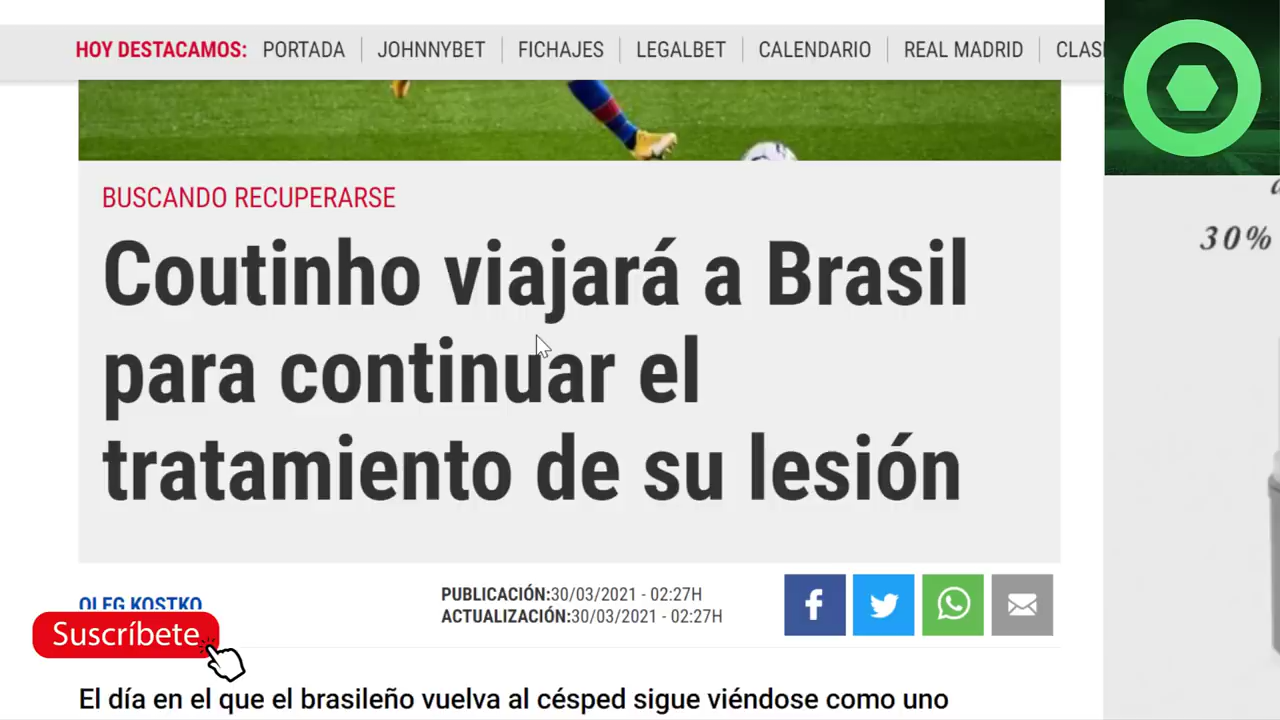 HOY DESTACAMOS: PORTADA JOHNNYBET FICHAJES LEGALBET CALENDARIO REAL MADRID
30%
BUSCANDO RECUPERARSE
Coutinho viajará a Brasil
para continuar el
tratamiento de su lesión
OLEG KOSTKO
PUBLICACIÓN:30/03/2021 - 02:27H
ACTUALIZACIÓN:30/03/2021 - 02:27H
Suscríbete
El día en el que el brasileño vuelva al césped sigue viéndose como uno